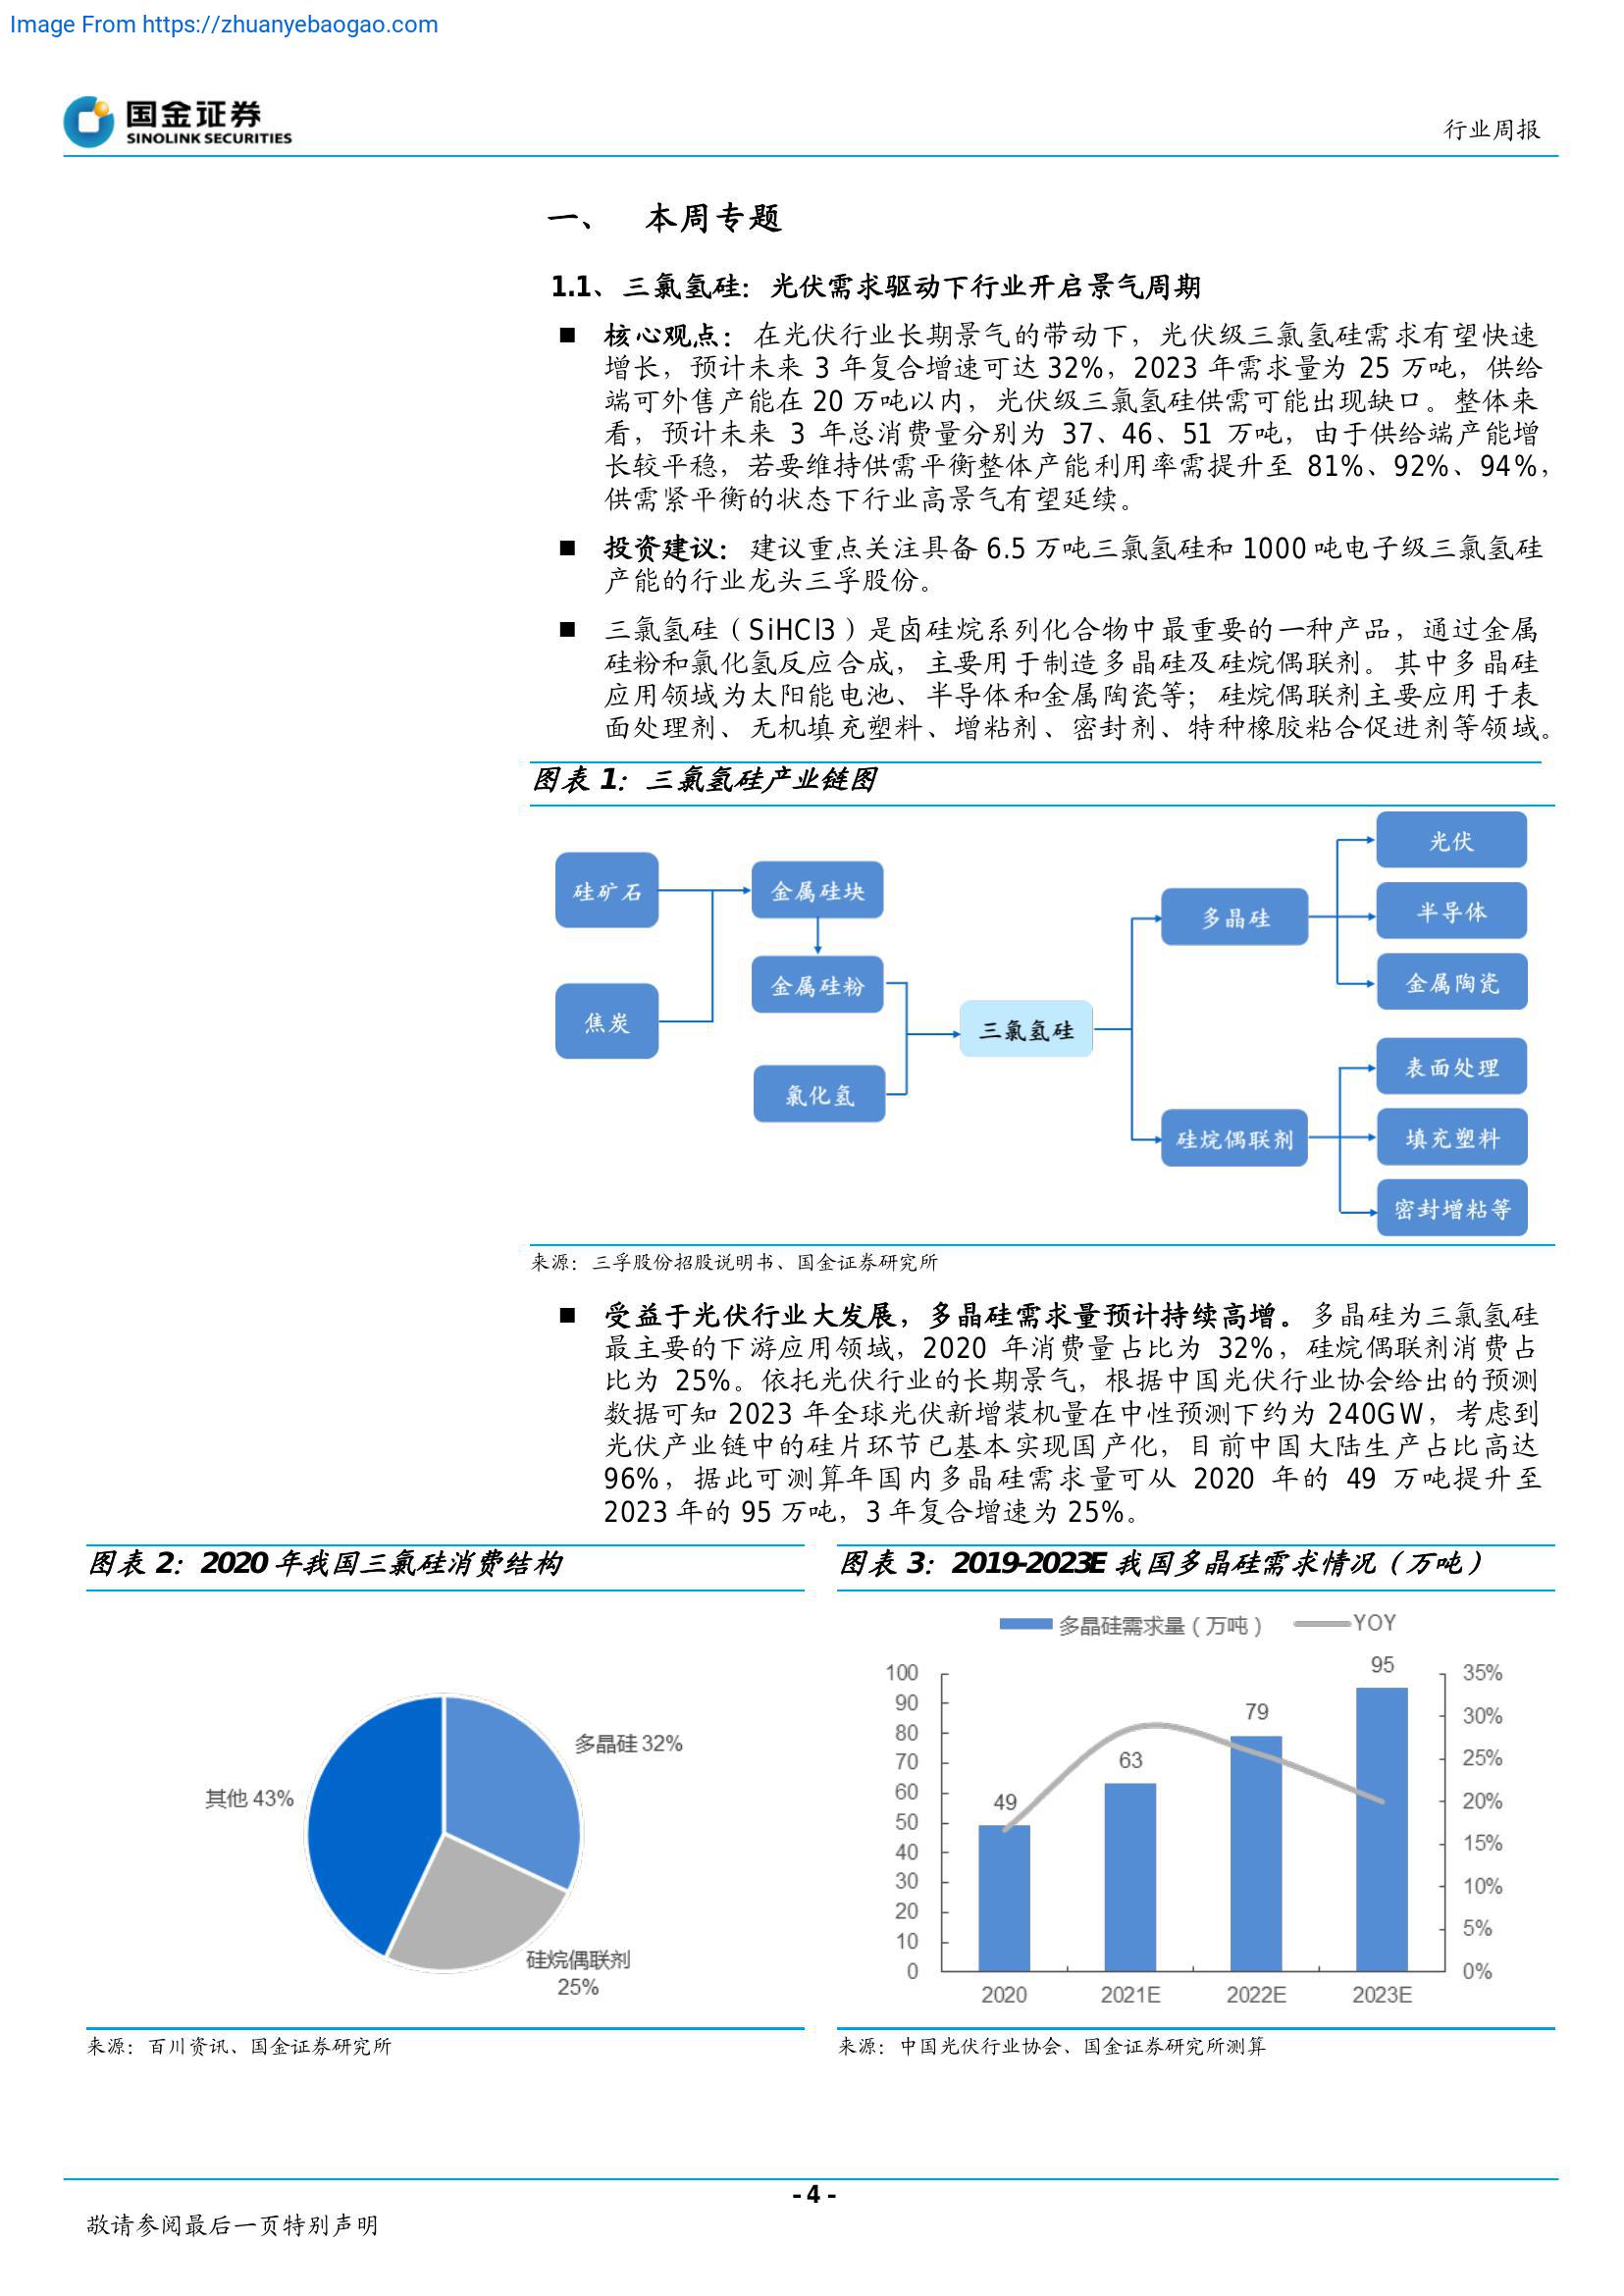 Image From https://zhuanyebaogao.com
国金证券
SINOLINK SECURITIES
行业周报
一、 本周专题
1.1、三氯氢硅：光伏需求驱动下行业开启景气周期
■ 核心观点：在光伏行业长期景气的带动下，光伏级三氯氢硅需求有望快速
增长，预计未来 3 年复合增速可达 32%，2023 年需求量为 25 万吨，供给
端可外售产能在 20 万吨以内，光伏级三氯氢硅供需可能出现缺口。整体来
看，预计未来 3 年总消费量分别为 37、46、51 万吨，由于供给端产能增
长较平稳，若要维持供需平衡整体产能利用率需提升至 81%、92%、94%，
供需紧平衡的状态下行业高景气有望延续。
■ 投资建议：建议重点关注具备 6.5 万吨三氯氢硅和 1000 吨电子级三氯氢硅
产能的行业龙头三孚股份。
■ 三氯氢硅（SiHCl3）是卤硅烷系列化合物中最重要的一种产品，通过金属
硅粉和氯化氢反应合成，主要用于制造多晶硅及硅烷偶联剂。其中多晶硅
应用领域为太阳能电池、半导体和金属陶瓷等；硅烷偶联剂主要应用于表
面处理剂、无机填充塑料、增粘剂、密封剂、特种橡胶粘合促进剂等领域。
图表 1：三氯氢硅产业链图
硅矿石
焦炭
金属硅块
金属硅粉
氯化氢
三氯氢硅
多晶硅
硅烷偶联剂
光伏
半导体
金属陶瓷
表面处理
填充塑料
密封增粘等
来源：三孚股份招股说明书、国金证券研究所
■ 受益于光伏行业大发展，多晶硅需求量预计持续高增。多晶硅为三氯氢硅
最主要的下游应用领域，2020 年消费量占比为 32%，硅烷偶联剂消费占
比为 25%。依托光伏行业的长期景气，根据中国光伏行业协会给出的预测
数据可知 2023 年全球光伏新增装机量在中性预测下约为 240GW，考虑到
光伏产业链中的硅片环节已基本实现国产化，目前中国大陆生产占比高达
96%，据此可测算年国内多晶硅需求量可从 2020 年的 49 万吨提升至
2023 年的 95 万吨，3 年复合增速为 25%。
图表 2：2020 年我国三氯硅消费结构
多晶硅 32%
其他 43%
硅烷偶联剂
25%
来源：百川资讯、国金证券研究所
图表 3：2019-2023E 我国多晶硅需求情况（万吨）
多晶硅需求量（万吨） YOY
100
90
80
70
60
50
40
30
20
10
0
49
63
79
95
35%
30%
25%
20%
15%
10%
5%
0%
2020 2021E 2022E 2023E
来源：中国光伏行业协会、国金证券研究所测算
- 4 -
敬请参阅最后一页特别声明